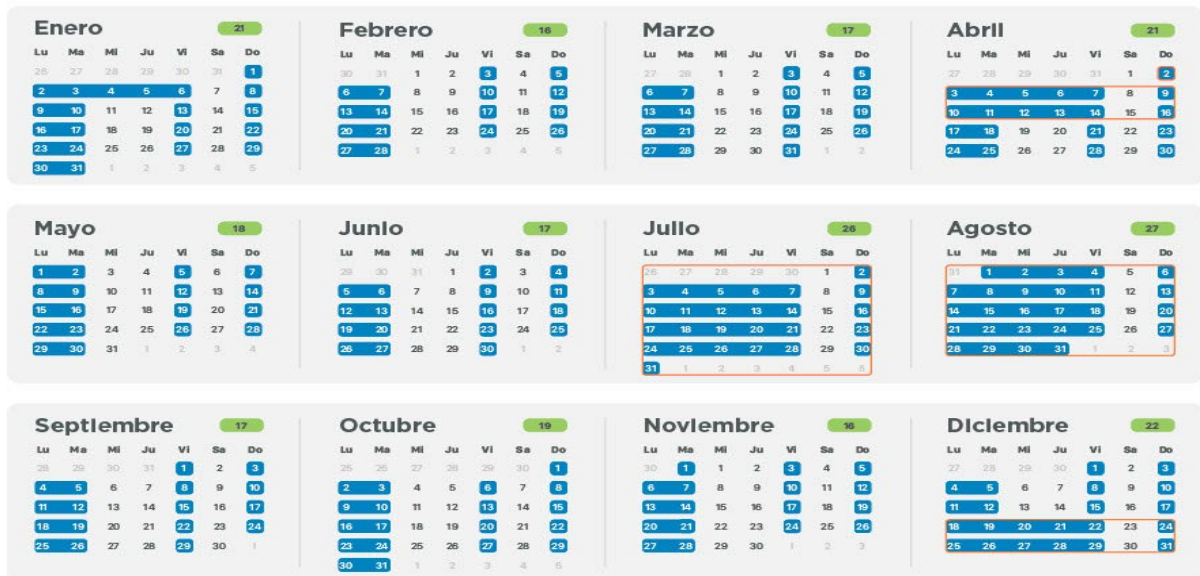 Enero 21
Lu Ma Mi Ju Vi Sa Do
26 27 28 29 30 31 1
2 3 4 5 6 7 8
9 10 11 12 13 14 15
16 17 18 19 20 21 22
23 24 25 26 27 28 29
30 31 1 2 3 4 5
Febrero 16
Lu Ma Mi Ju Vi Sa Do
30 31 1 2 3 4 5
6 7 8 9 10 11 12
13 14 15 16 17 18 19
20 21 22 23 24 25 26
27 28 1 2 3 4 5
Marzo 17
Lu Ma Mi Ju Vi Sa Do
27 28 1 2 3 4 5
6 7 8 9 10 11 12
13 14 15 16 17 18 19
20 21 22 23 24 25 26
27 28 29 30 31 1 2
Abril 21
Lu Ma Mi Ju Vi Sa Do
27 28 29 30 31 1 2
3 4 5 6 7 8 9
10 11 12 13 14 15 16
17 18 19 20 21 22 23
24 25 26 27 28 29 30
Mayo 18
Lu Ma Mi Ju Vi Sa Do
1 2 3 4 5 6 7
8 9 10 11 12 13 14
15 16 17 18 19 20 21
22 23 24 25 26 27 28
29 30 31 1 2 3 4
Junio 17
Lu Ma Mi Ju Vi Sa Do
29 30 31 1 2 3 4
5 6 7 8 9 10 11
12 13 14 15 16 17 18
19 20 21 22 23 24 25
26 27 28 29 30 1 2
Julio 26
Lu Ma Mi Ju Vi Sa Do
26 27 28 29 30 1 2
3 4 5 6 7 8 9
10 11 12 13 14 15 16
17 18 19 20 21 22 23
24 25 26 27 28 29 30
31 1 2 3 4 5
Agosto 27
Lu Ma Mi Ju Vi Sa Do
31 1 2 3 4 5 6
7 8 9 10 11 12 13
14 15 16 17 18 19 20
21 22 23 24 25 26 27
28 29 30 31 1 2 3
Septiembre 17
Lu Ma Mi Ju Vi Sa Do
28 29 30 31 1 2 3
4 5 6 7 8 9 10
11 12 13 14 15 16 17
18 19 20 21 22 23 24
25 26 27 28 29 30 1
Octubre 19
Lu Ma Mi Ju Vi Sa Do
25 26 27 28 29 30 1
2 3 4 5 6 7 8
9 10 11 12 13 14 15
16 17 18 19 20 21 22
23 24 25 26 27 28 29
30 31 1 2 3 4 5
Noviembre 16
Lu Ma Mi Ju Vi Sa Do
30 1 1 2 3 4 5
6 7 8 9 10 11 12
13 14 15 16 17 18 19
20 21 22 23 24 25 26
27 28 29 30 1 2 3
Diciembre 22
Lu Ma Mi Ju Vi Sa Do
27 28 29 30 1 2 3
4 5 6 7 8 9 10
11 12 13 14 15 16 17
18 19 20 21 22 23 24
25 26 27 28 29 30 31